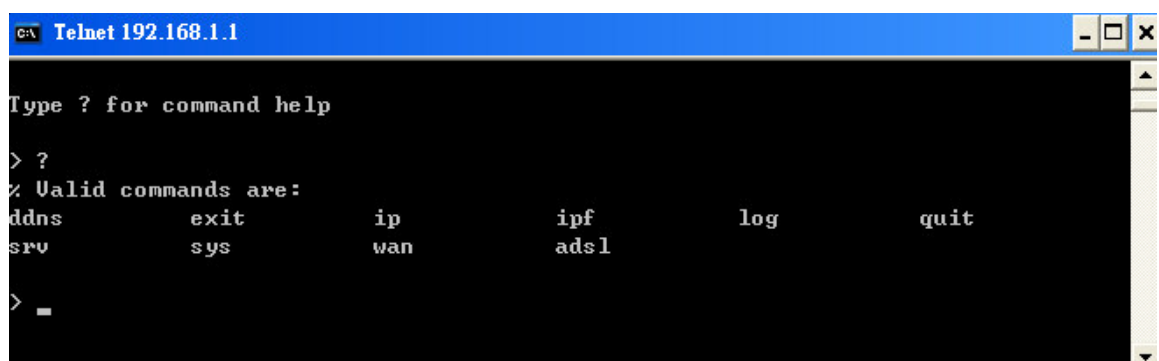 Telnet 192.168.1.1
Type ? for command help
> ?
% Valid commands are:
ddns exit ip ipf log quit
srv sys wan adsl
>